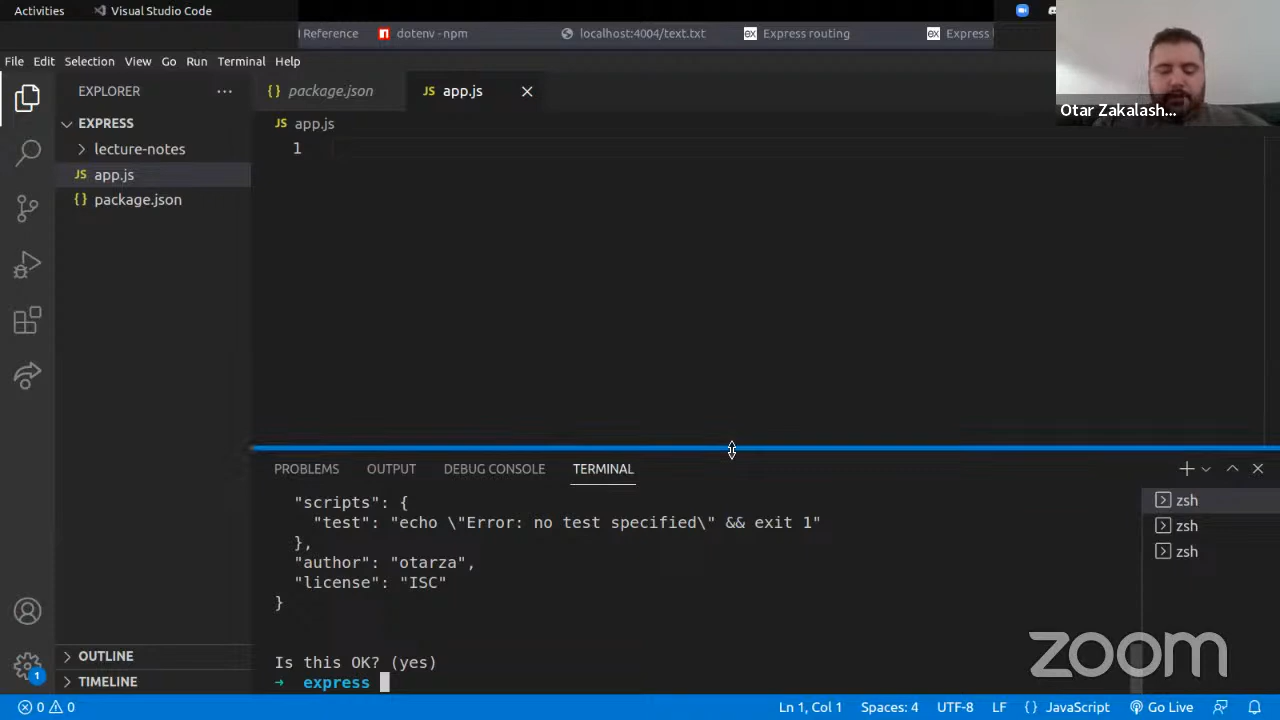 Activities Visual Studio Code
Reference dotenv - npm localhost:4004/text.txt Express routing Express
File Edit Selection View Go Run Terminal Help
EXPLORER ... package.json app.js
Otar Zakalash...
EXPRESS
JS app.js
lecture-notes
1
JS app.js
{} package.json
PROBLEMS OUTPUT DEBUG CONSOLE TERMINAL
"scripts": {
"test": "echo \"Error: no test specified\" && exit 1"
},
"author": "otarza",
"license": "ISC"
}
zsh
zsh
zsh
Is this OK? (yes)
→ express
zoom
OUTLINE
TIMELINE
1
0 0 Ln 1, Col 1 Spaces: 4 UTF-8 LF {} JavaScript Go Live